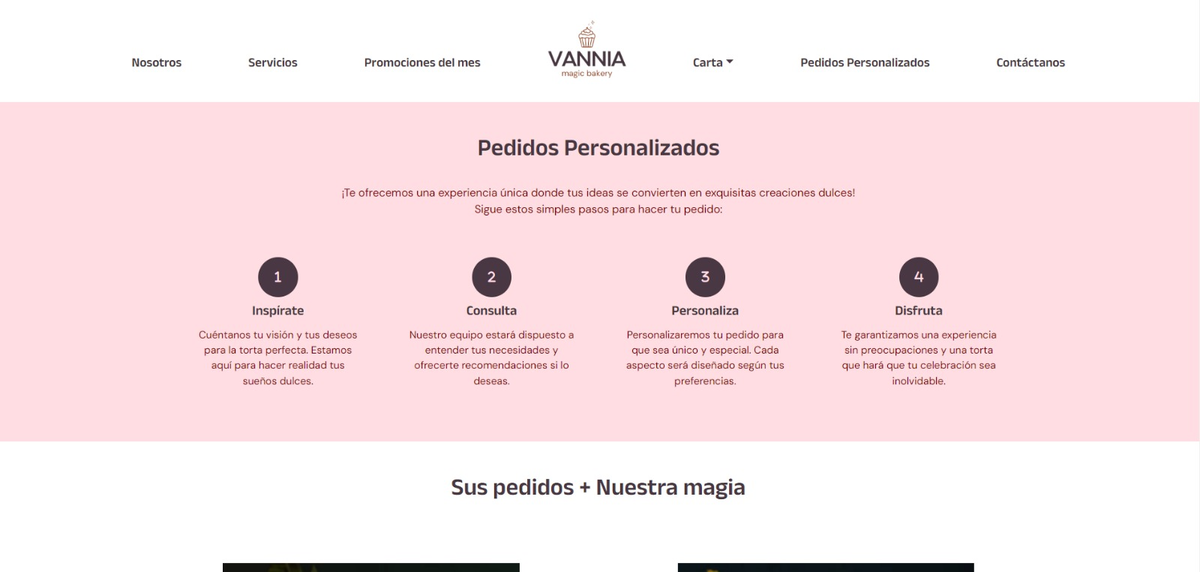 Nosotros
Servicios
Promociones del mes
VANNIA
magic bakery
Carta
Pedidos Personalizados
Contáctanos
Pedidos Personalizados
¡Te ofrecemos una experiencia única donde tus ideas se convierten en exquisitas creaciones dulces!
Sigue estos simples pasos para hacer tu pedido:
1
Inspírate
Cuéntanos tu visión y tus deseos
para la torta perfecta. Estamos
aquí para hacer realidad tus
sueños dulces.
2
Consulta
Nuestro equipo estará dispuesto a
entender tus necesidades y
ofrecerte recomendaciones si lo
deseas.
3
Personaliza
Personalizaremos tu pedido para
que sea único y especial. Cada
aspecto será diseñado según tus
preferencias.
4
Disfruta
Te garantizamos una experiencia
sin preocupaciones y una torta
que hará que tu celebración sea
inolvidable.
Sus pedidos + Nuestra magia